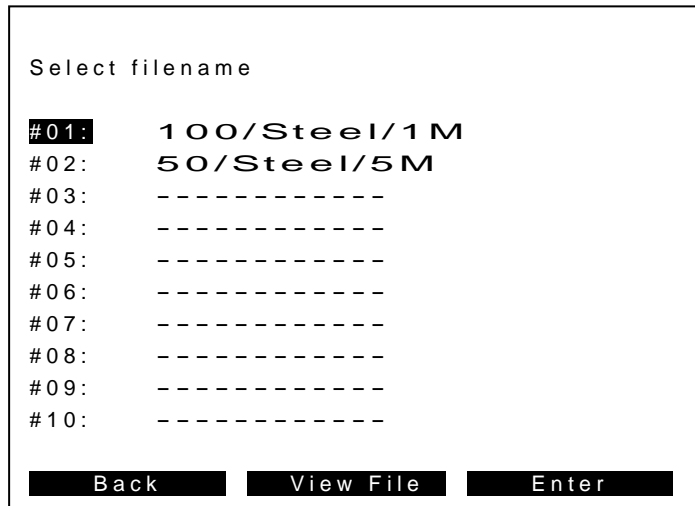 Select filename
#01: 100/Steel/1M
#02: 50/Steel/5M
#03: ------------
#04: ------------
#05: ------------
#06: ------------
#07: ------------
#08: ------------
#09: ------------
#10: ------------
Back View File Enter